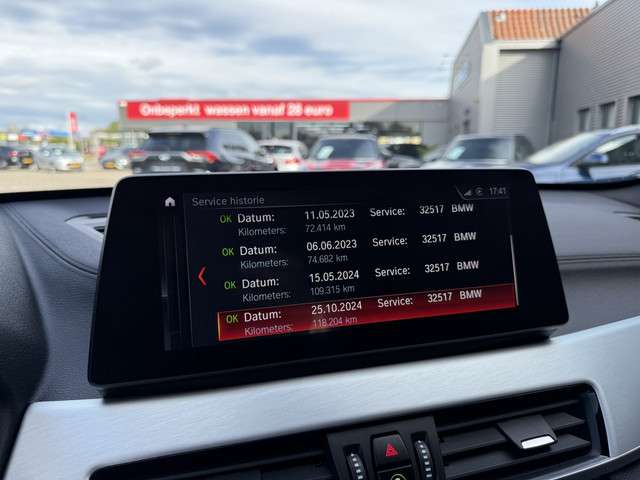 Onbeperkt wassen vanaf 28 euro
Service historie 17:41
OK Datum: 11.05.2023 Service: 32517 BMW
Kilometers: 72.414 km
OK Datum: 06.06.2023 Service: 32517 BMW
Kilometers: 74.682 km
OK Datum: 15.05.2024 Service: 32517 BMW
Kilometers: 109.315 km
OK Datum: 25.10.2024 Service: 32517 BMW
Kilometers: 118.204 km